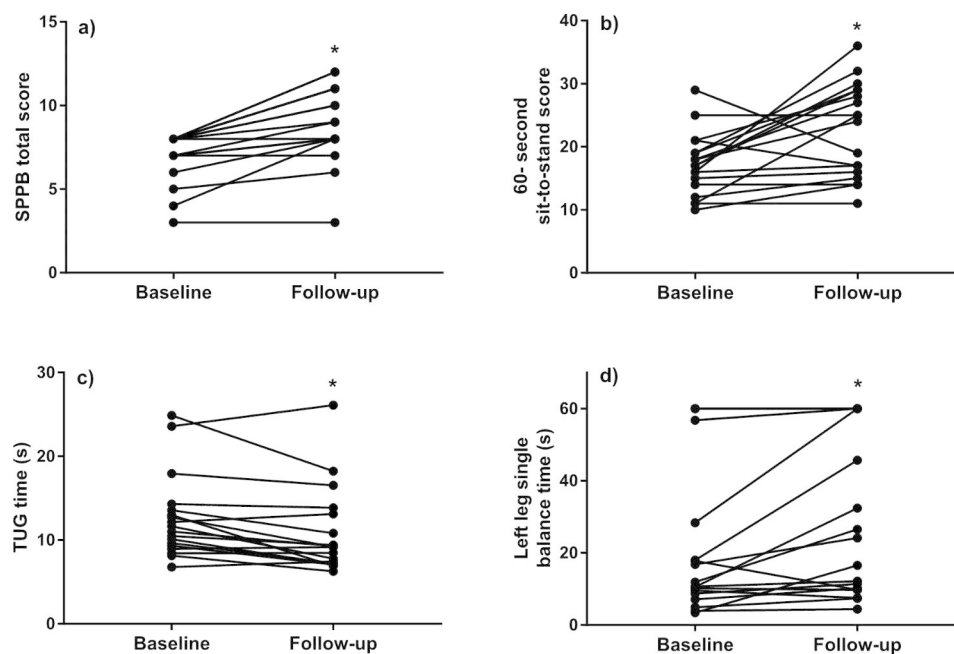 a)
*
SPPB total score
15
10
5
0
Baseline
Follow-up
b)
*
60- second
sit-to-stand score
40
30
20
10
0
Baseline
Follow-up
c)
*
TUG time (s)
30
20
10
0
Baseline
Follow-up
d)
*
Left leg single
balance time (s)
60
40
20
0
Baseline
Follow-up